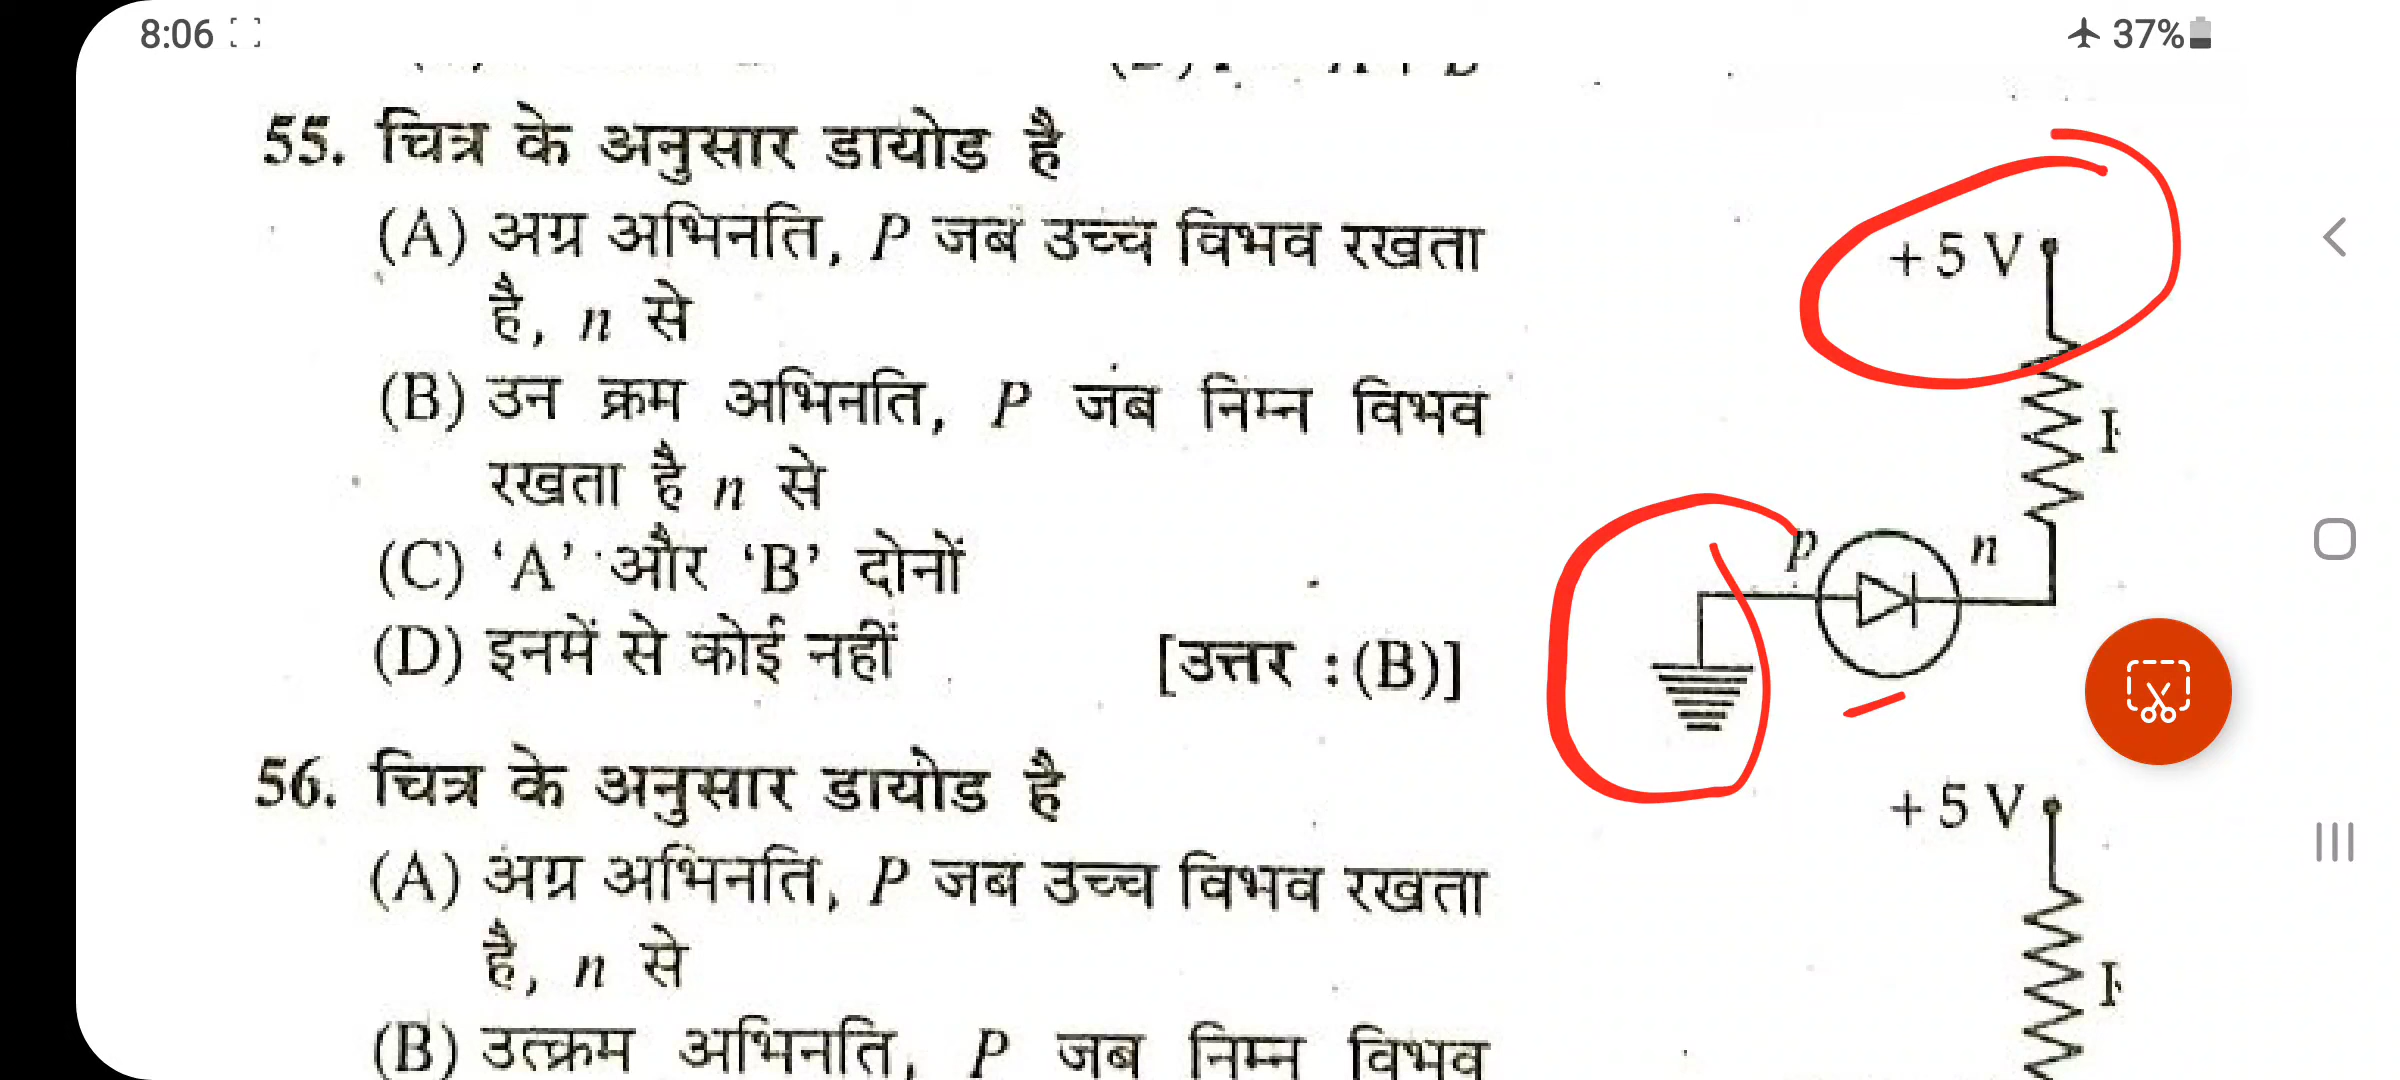 8:06
37%
55. चित्र के अनुसार डायोड है
(A) अग्र अभिनति, P जब उच्च विभव रखता
है, n से
(B) उन क्रम अभिनति, P जब निम्न विभव
रखता है n से
(C) ‘A’ और ‘B’ दोनों
(D) इनमें से कोई नहीं [उत्तर : (B)]
+5 V
p
n
56. चित्र के अनुसार डायोड है
(A) अग्र अभिनति, P जब उच्च विभव रखता
है, n से
(B) उत्क्रम अभिनति, P जब निम्न विभव
+5 V